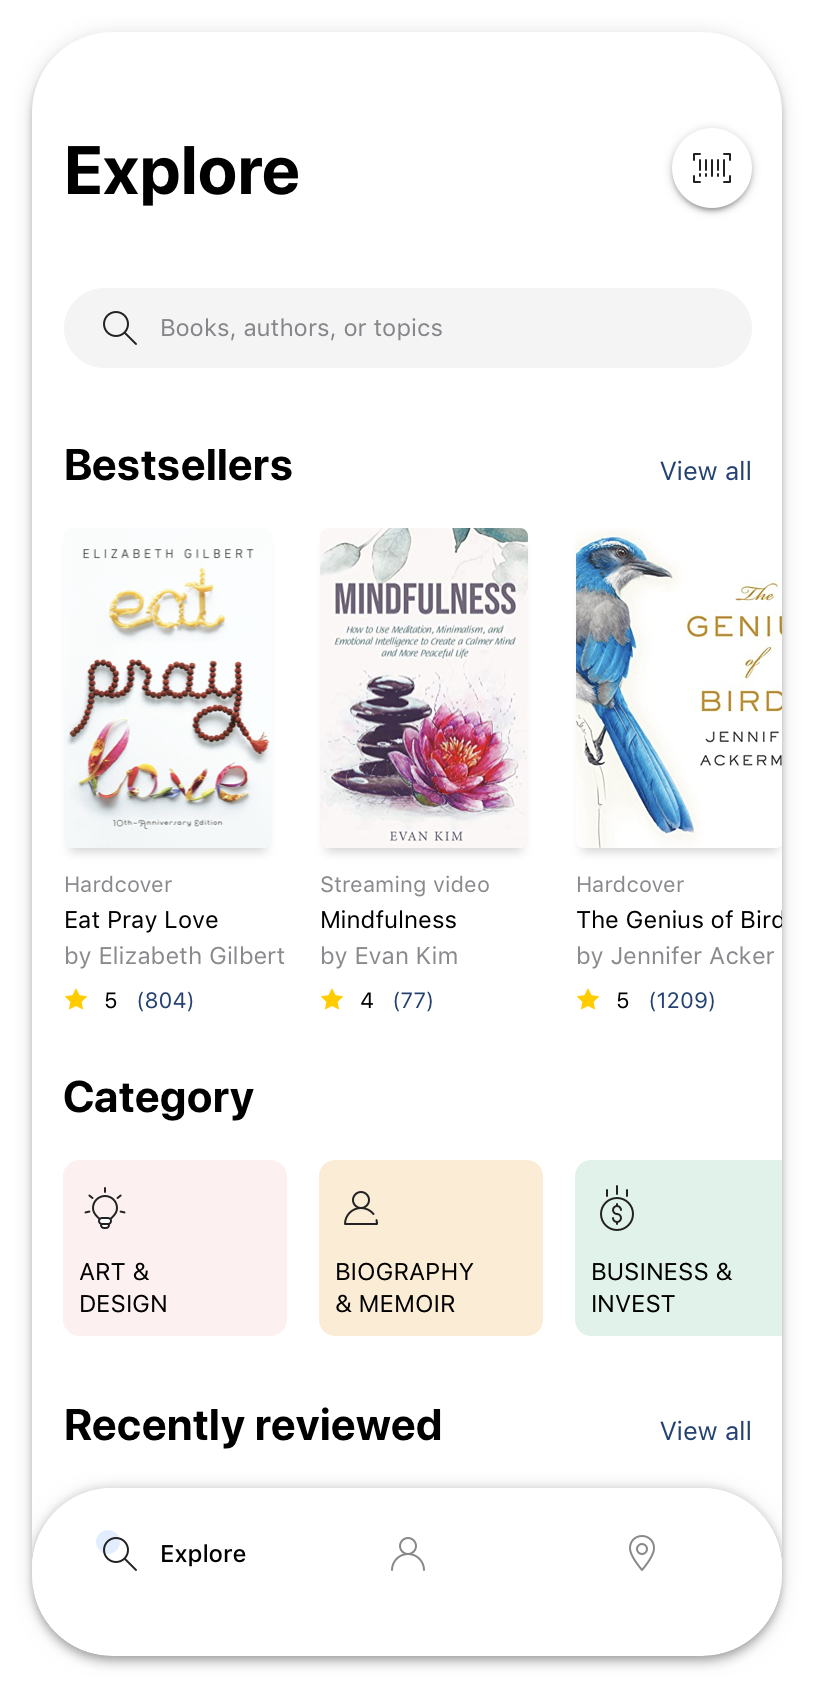 Explore
Books, authors, or topics
Bestsellers
View all
ELIZABETH GILBERT
eat
pray
love
10th-Anniversary Edition
MINDFULNESS
How to Use Meditation, Minimalism, and
Emotional Intelligence to Create a Calmer Mind
and More Peaceful Life
EVAN KIM
The
GENIU
of
BIRD
JENNIF
ACKERM
Hardcover
Eat Pray Love
by Elizabeth Gilbert
5 (804)
Streaming video
Mindfulness
by Evan Kim
4 (77)
Hardcover
The Genius of Bird
by Jennifer Acker
5 (1209)
Category
ART &
DESIGN
BIOGRAPHY
& MEMOIR
BUSINESS &
INVEST
Recently reviewed
View all
Explore